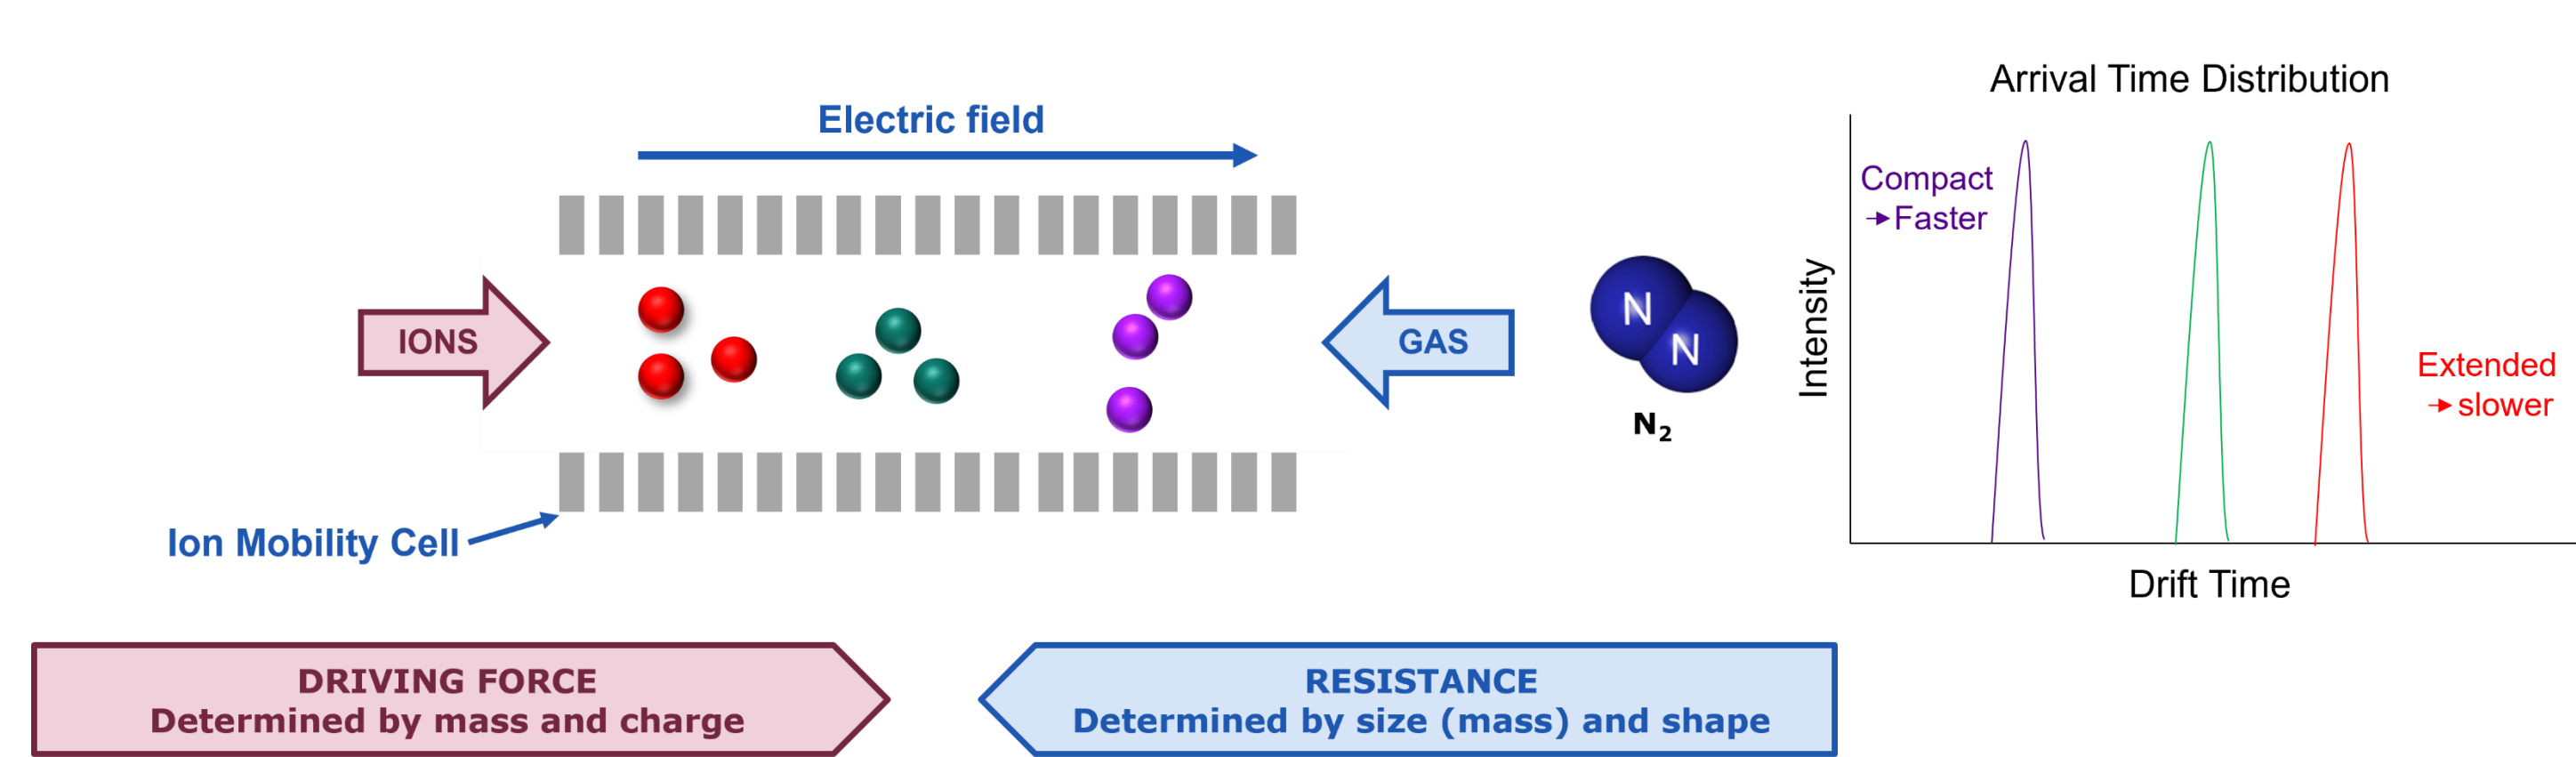 Electric field
IONS
GAS
N
N
N₂
Ion Mobility Cell
Arrival Time Distribution
Compact
→Faster
Extended
→slower
Intensity
Drift Time
DRIVING FORCE
Determined by mass and charge
RESISTANCE
Determined by size (mass) and shape